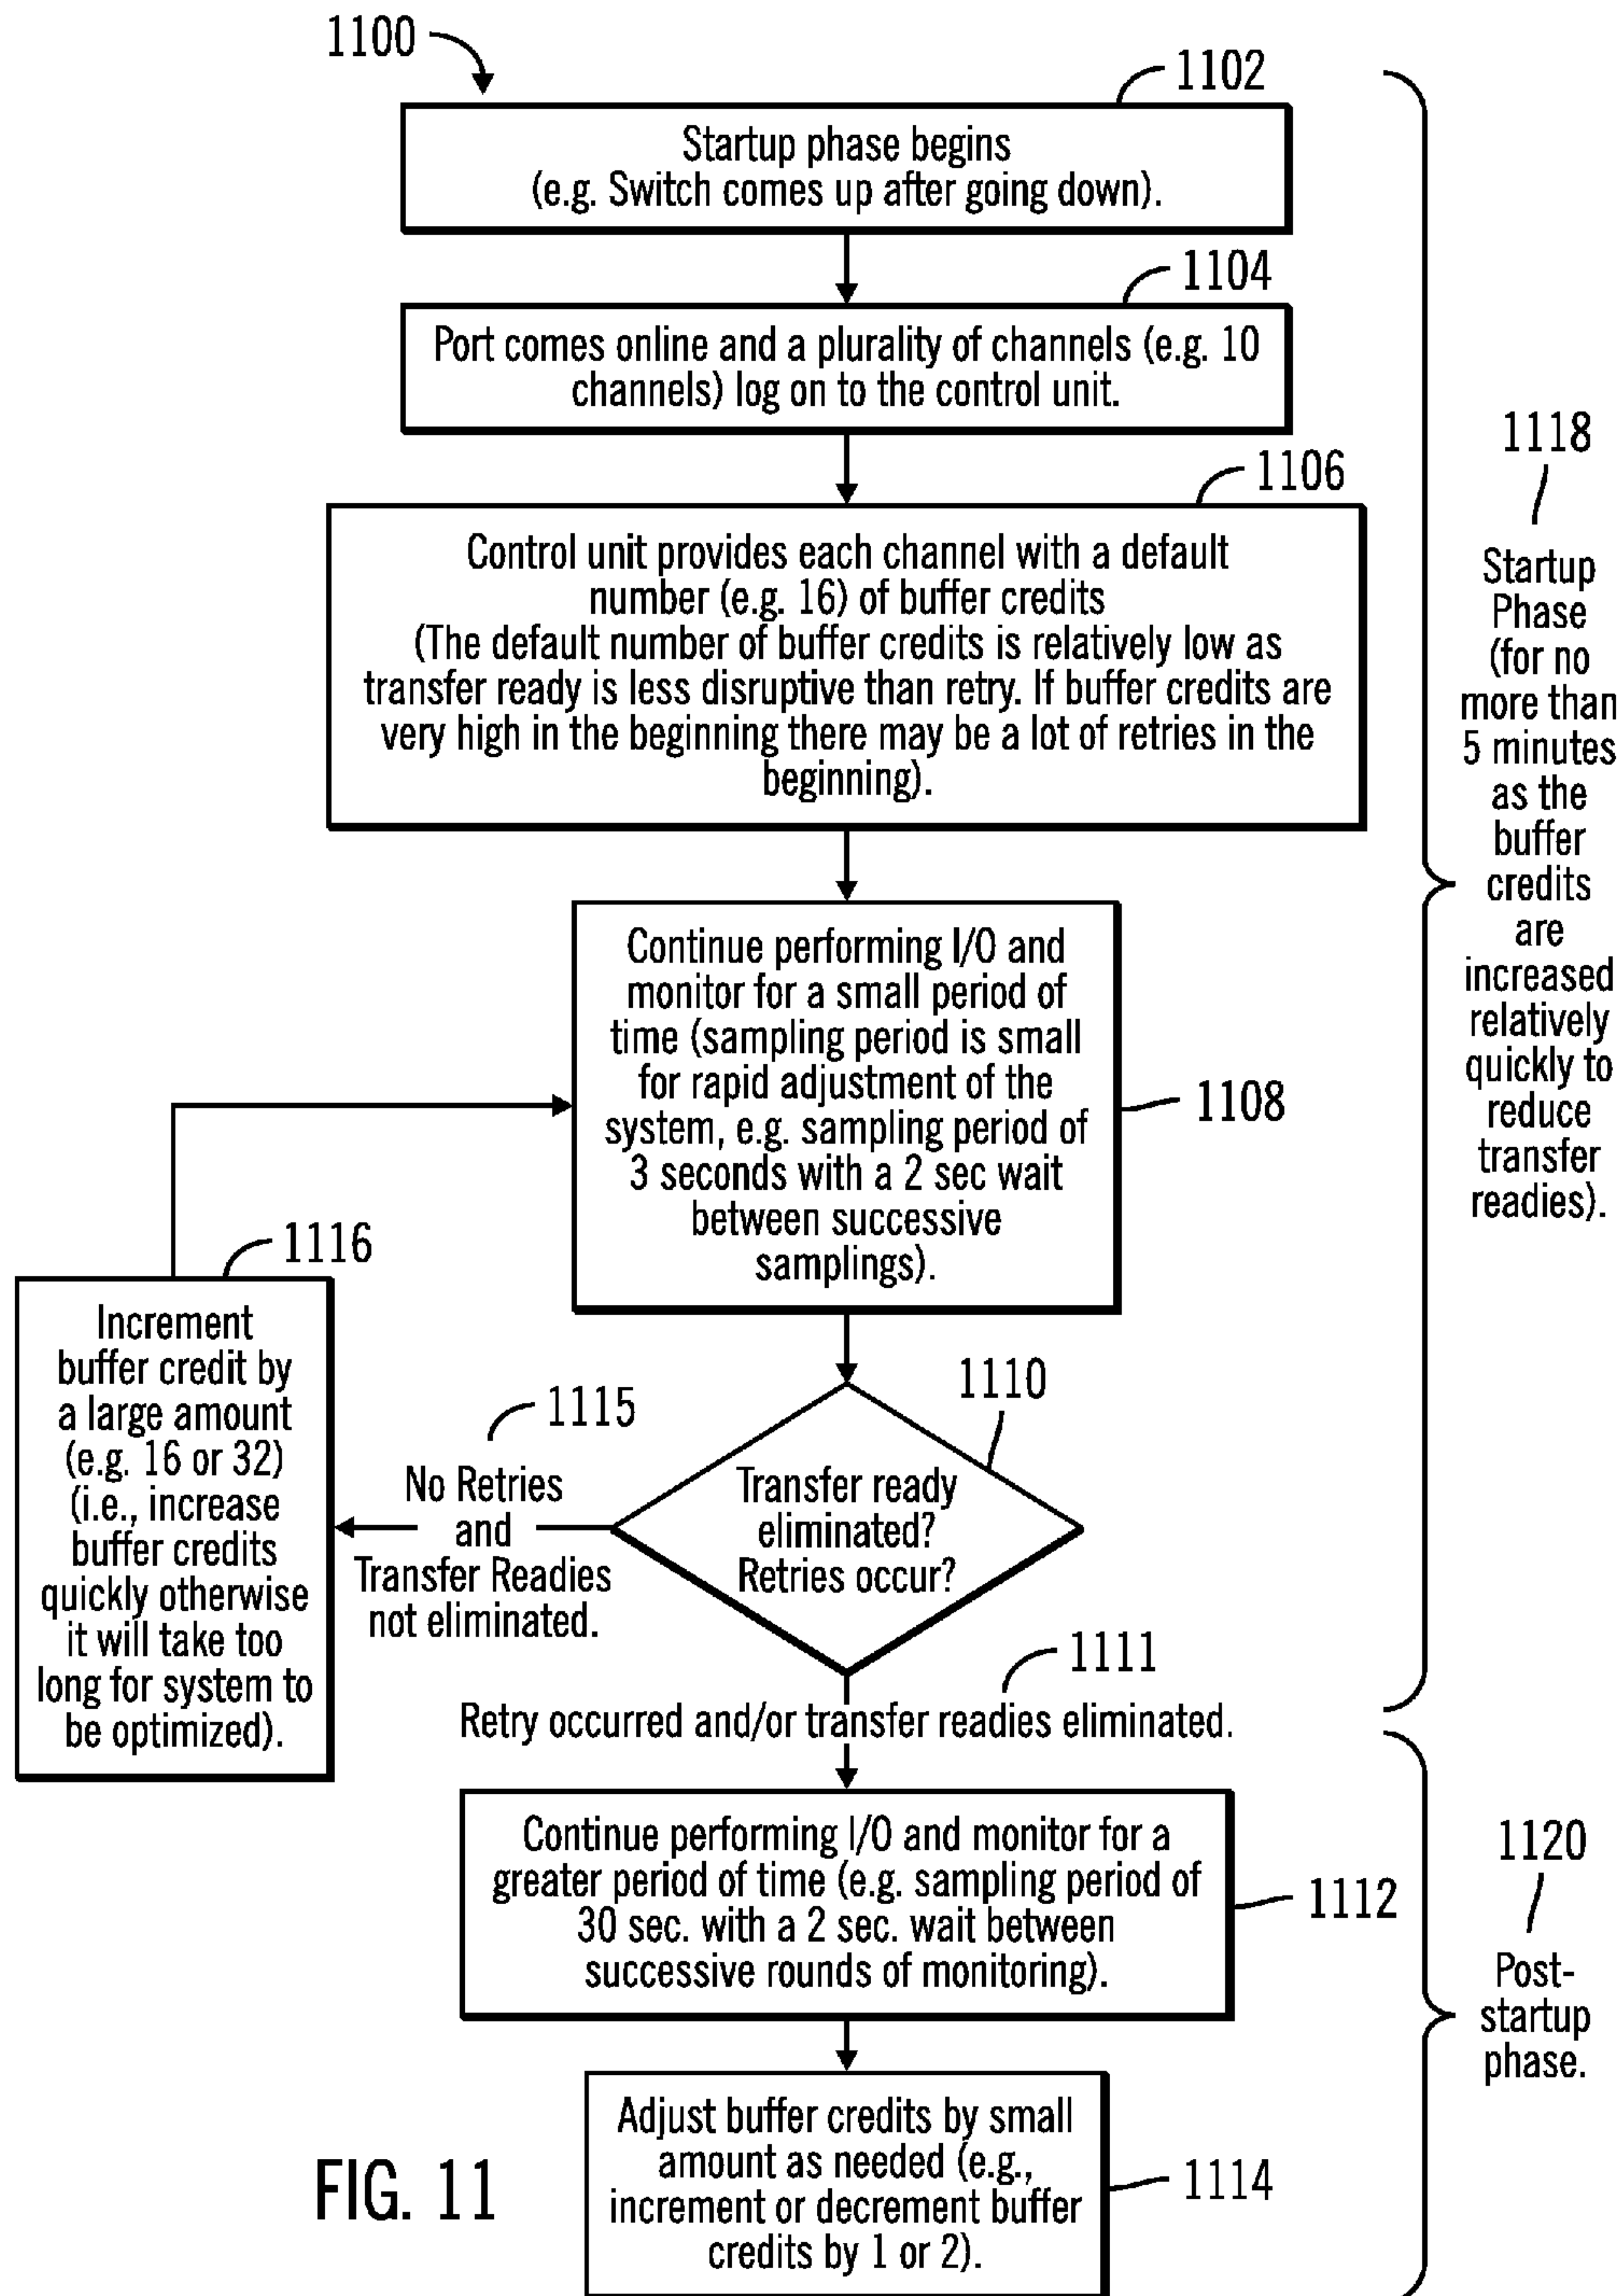 1100
1102
Startup phase begins
(e.g. Switch comes up after going down).
1104
Port comes online and a plurality of channels (e.g. 10
channels) log on to the control unit.
1106
Control unit provides each channel with a default
number (e.g. 16) of buffer credits
(The default number of buffer credits is relatively low as
transfer ready is less disruptive than retry. If buffer credits are
very high in the beginning there may be a lot of retries in the
beginning).
1118
Startup
Phase
(for no
more than
5 minutes
as the
buffer
credits
are
increased
relatively
quickly to
reduce
transfer
readies).
Continue performing I/O and
monitor for a small period of
time (sampling period is small
for rapid adjustment of the
system, e.g. sampling period of
3 seconds with a 2 sec wait
between successive
samplings).
1108
1116
Increment
buffer credit by
a large amount
(e.g. 16 or 32)
(i.e., increase
buffer credits
quickly otherwise
it will take too
long for system to
be optimized).
1115
No Retries
and
Transfer Readies
not eliminated.
1110
Transfer ready
eliminated?
Retries occur?
1111
Retry occurred and/or transfer readies eliminated.
Continue performing I/O and monitor for a
greater period of time (e.g. sampling period of
30 sec. with a 2 sec. wait between
successive rounds of monitoring).
1112
1120
Post-
startup
phase.
Adjust buffer credits by small
amount as needed (e.g.,
increment or decrement buffer
credits by 1 or 2).
1114
FIG. 11